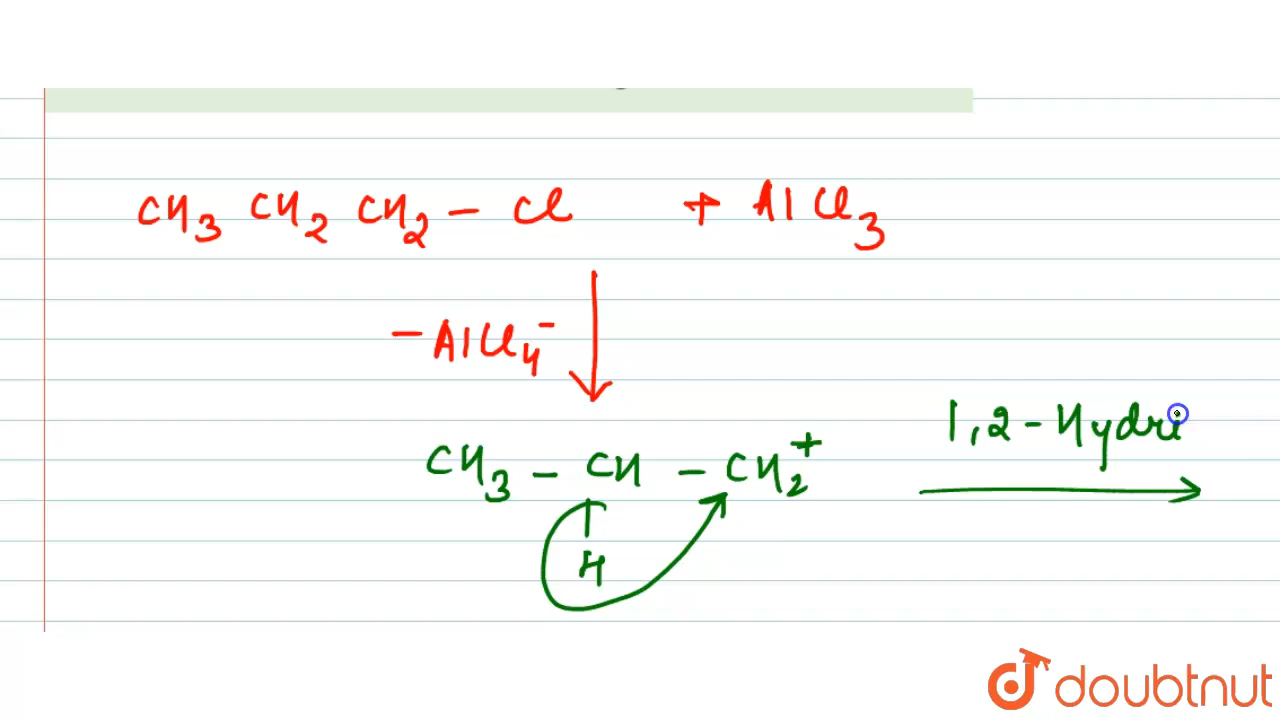 CH3 CH2 CH2 - Cl + AlCl3
- AlCl4-
1,2 - Hydri
CH3 - CH - CH2+
H
doubtnut